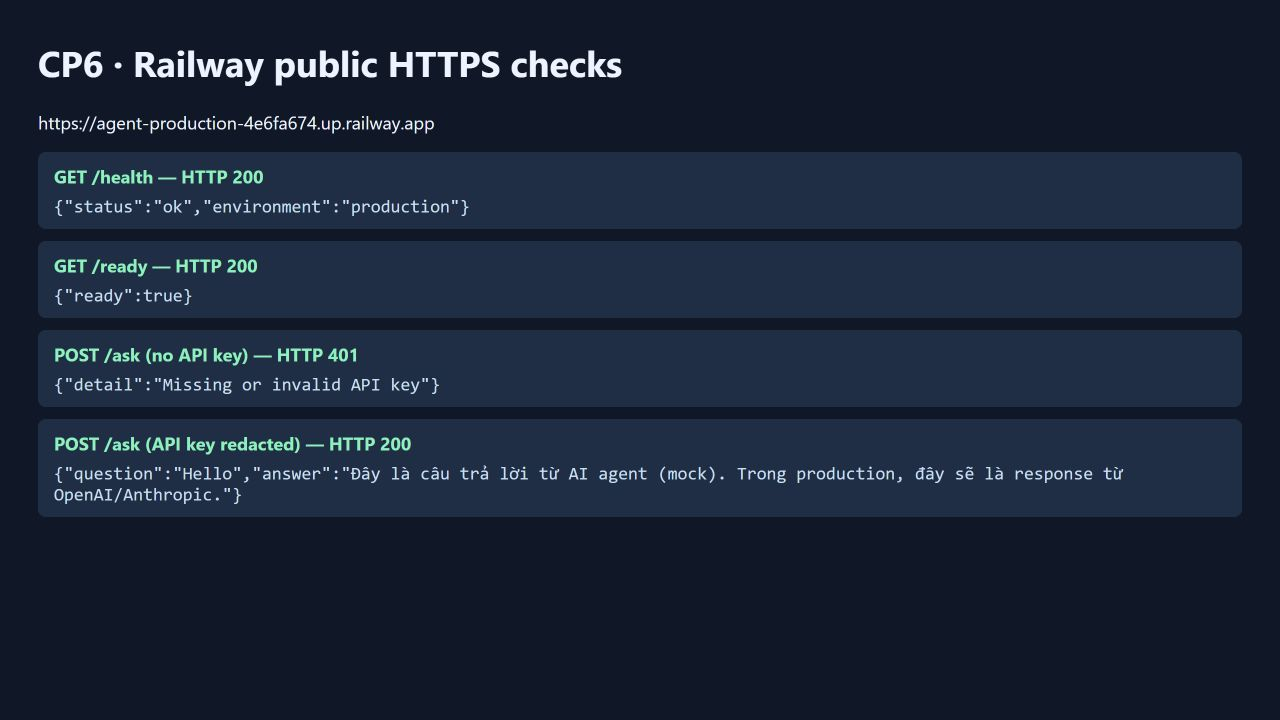 CP6 · Railway public HTTPS checks
https://agent-production-4e6fa674.up.railway.app
GET /health — HTTP 200
{"status":"ok","environment":"production"}
GET /ready — HTTP 200
{"ready":true}
POST /ask (no API key) — HTTP 401
{"detail":"Missing or invalid API key"}
POST /ask (API key redacted) — HTTP 200
{"question":"Hello","answer":"Đây là câu trả lời từ AI agent (mock). Trong production, đây sẽ là response từ
OpenAI/Anthropic."}